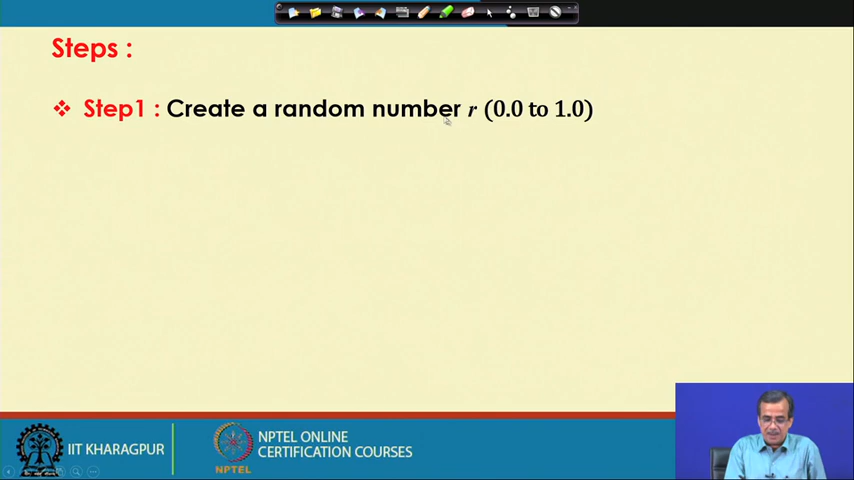 Steps :
❖ Step1 : Create a random number r (0.0 to 1.0)
IIT KHARAGPUR
NPTEL
NPTEL ONLINE
CERTIFICATION COURSES